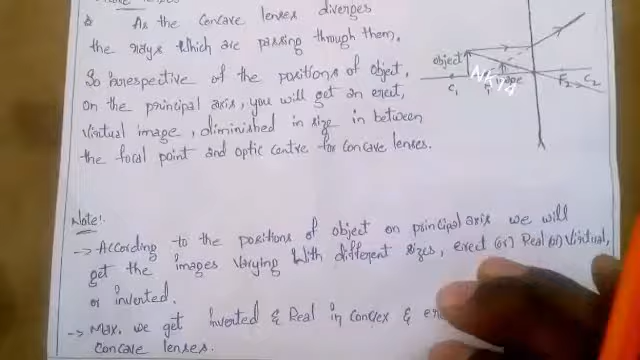 As the Concave lenses diverges
the rays which are passing through them.
So irrespective of the positions of object,
on the principal axis, you will get an erect,
virtual image, diminished in size in between
the focal point and optic centre for concave lenses.
object
C1
F2
C2
Note:
→ According to the positions of object on principal axis we will
get the images varying with different sizes, erect (or) Real (or) Virtual,
or inverted.
→ Max. we get inverted & Real in convex &
concave lenses.